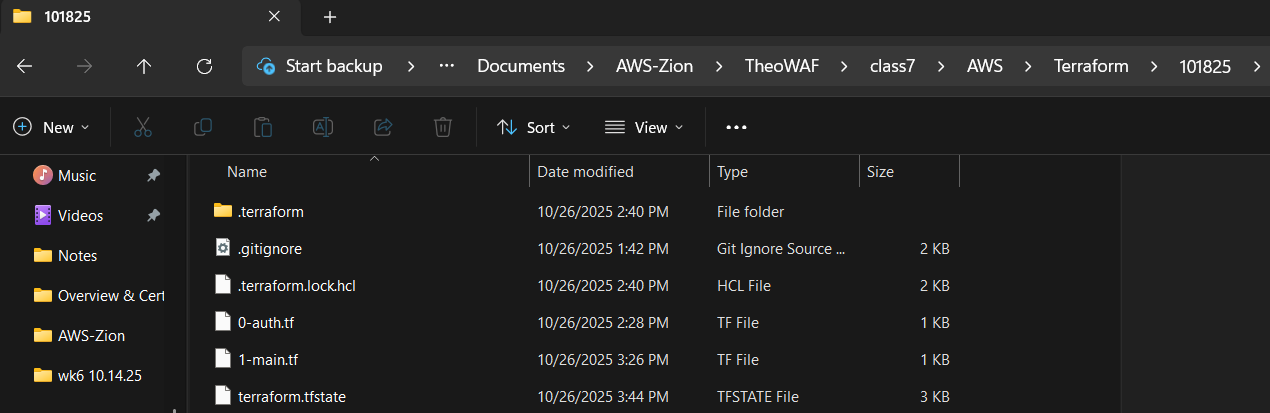 101825
Start backup > ... Documents > AWS-Zion > TheoWAF > class7 > AWS > Terraform > 101825 >
New Sort View ...
Name Date modified Type Size
Music
Videos
Notes
Overview & Cert
AWS-Zion
wk6 10.14.25
.terraform 10/26/2025 2:40 PM File folder
.gitignore 10/26/2025 1:42 PM Git Ignore Source ... 2 KB
.terraform.lock.hcl 10/26/2025 2:40 PM HCL File 2 KB
0-auth.tf 10/26/2025 2:28 PM TF File 1 KB
1-main.tf 10/26/2025 3:26 PM TF File 1 KB
terraform.tfstate 10/26/2025 3:44 PM TFSTATE File 3 KB